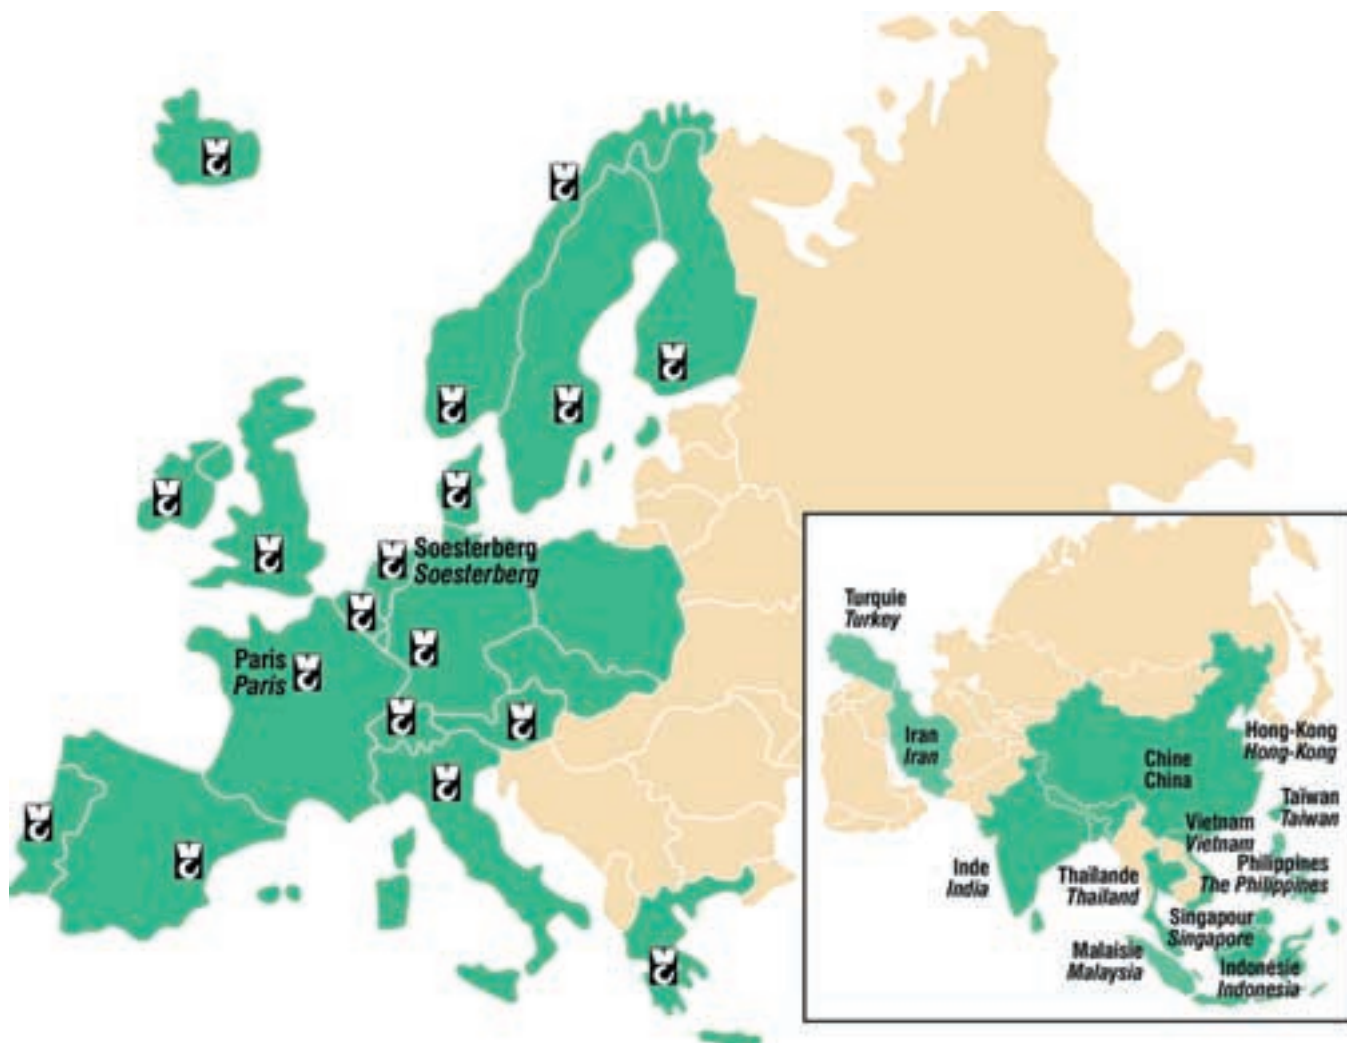 Soesterberg
Soesterberg
Paris
Paris
Turquie
Turkey
Iran
Iran
Chine
China
Hong-Kong
Hong-Kong
Taïwan
Taiwan
Vietnam
Vietnam
Philippines
The Philippines
Inde
India
Thaïlande
Thailand
Singapour
Singapore
Malaisie
Malaysia
Indonésie
Indonesia